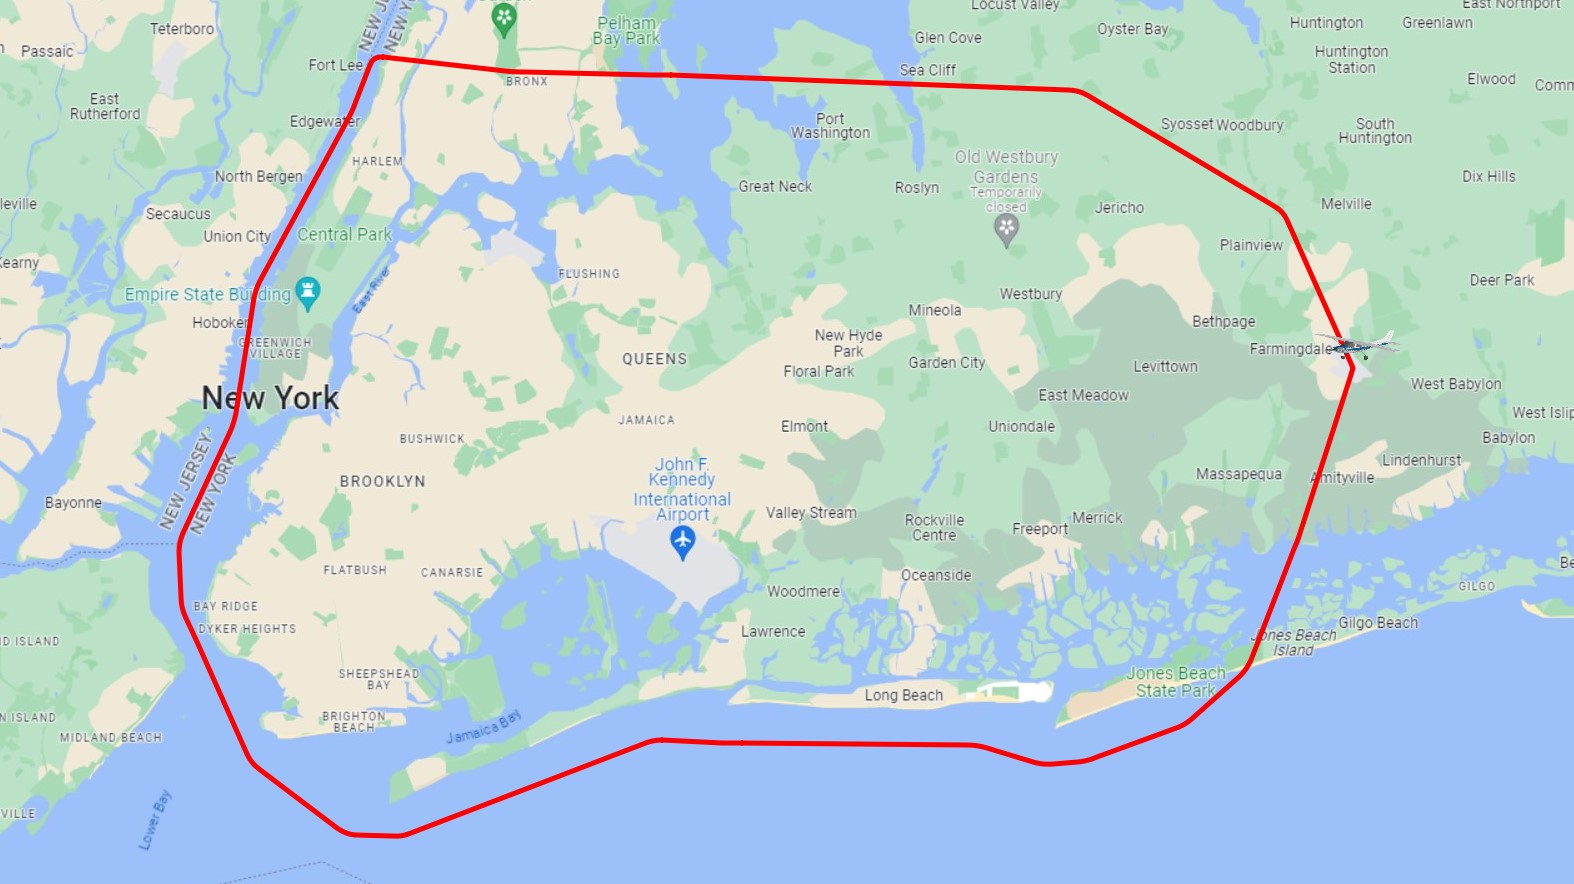 Locust Valley
East Northport
NEW JE
NEW YO
Teterboro
Pelham
Bay Park
Oyster Bay
Huntington
Greenlawn
Glen Cove
Passaic
Huntington
Station
Fort Lee
BRONX
Sea Cliff
Elwood
Comm
East
Rutherford
Edgewater
Port
Washington
Syosset
Woodbury
South
Huntington
HARLEM
Old Westbury
Gardens
Temporarily
closed
North Bergen
Great Neck
Roslyn
Dix Hills
leville
Secaucus
Jericho
Melville
Union City
Central Park
Plainview
Kearny
FLUSHING
Deer Park
Empire State Building
East River
Westbury
Hoboken
Mineola
Bethpage
GREENWICH
VILLAGE
New Hyde
Park
QUEENS
Garden City
Farmingdale
Floral Park
Levittown
New York
East Meadow
West Babylon
JAMAICA
Elmont
Uniondale
West Islip
BUSHWICK
Babylon
NEW JERSEY
NEW YORK
John F.
Kennedy
International
Airport
Lindenhurst
BROOKLYN
Massapequa
Amityville
Bayonne
Valley Stream
Rockville
Centre
Freeport
Merrick
FLATBUSH
CANARSIE
Oceanside
Be
Woodmere
GILGO
BAY RIDGE
DYKER HEIGHTS
Lawrence
Gilgo Beach
Jones Beach
Island
D ISLAND
SHEEPSHEAD
BAY
Jones Beach
State Park
Long Beach
N ISLAND
BRIGHTON
BEACH
Jamaica Bay
MIDLAND BEACH
VILLE
Lower Bay